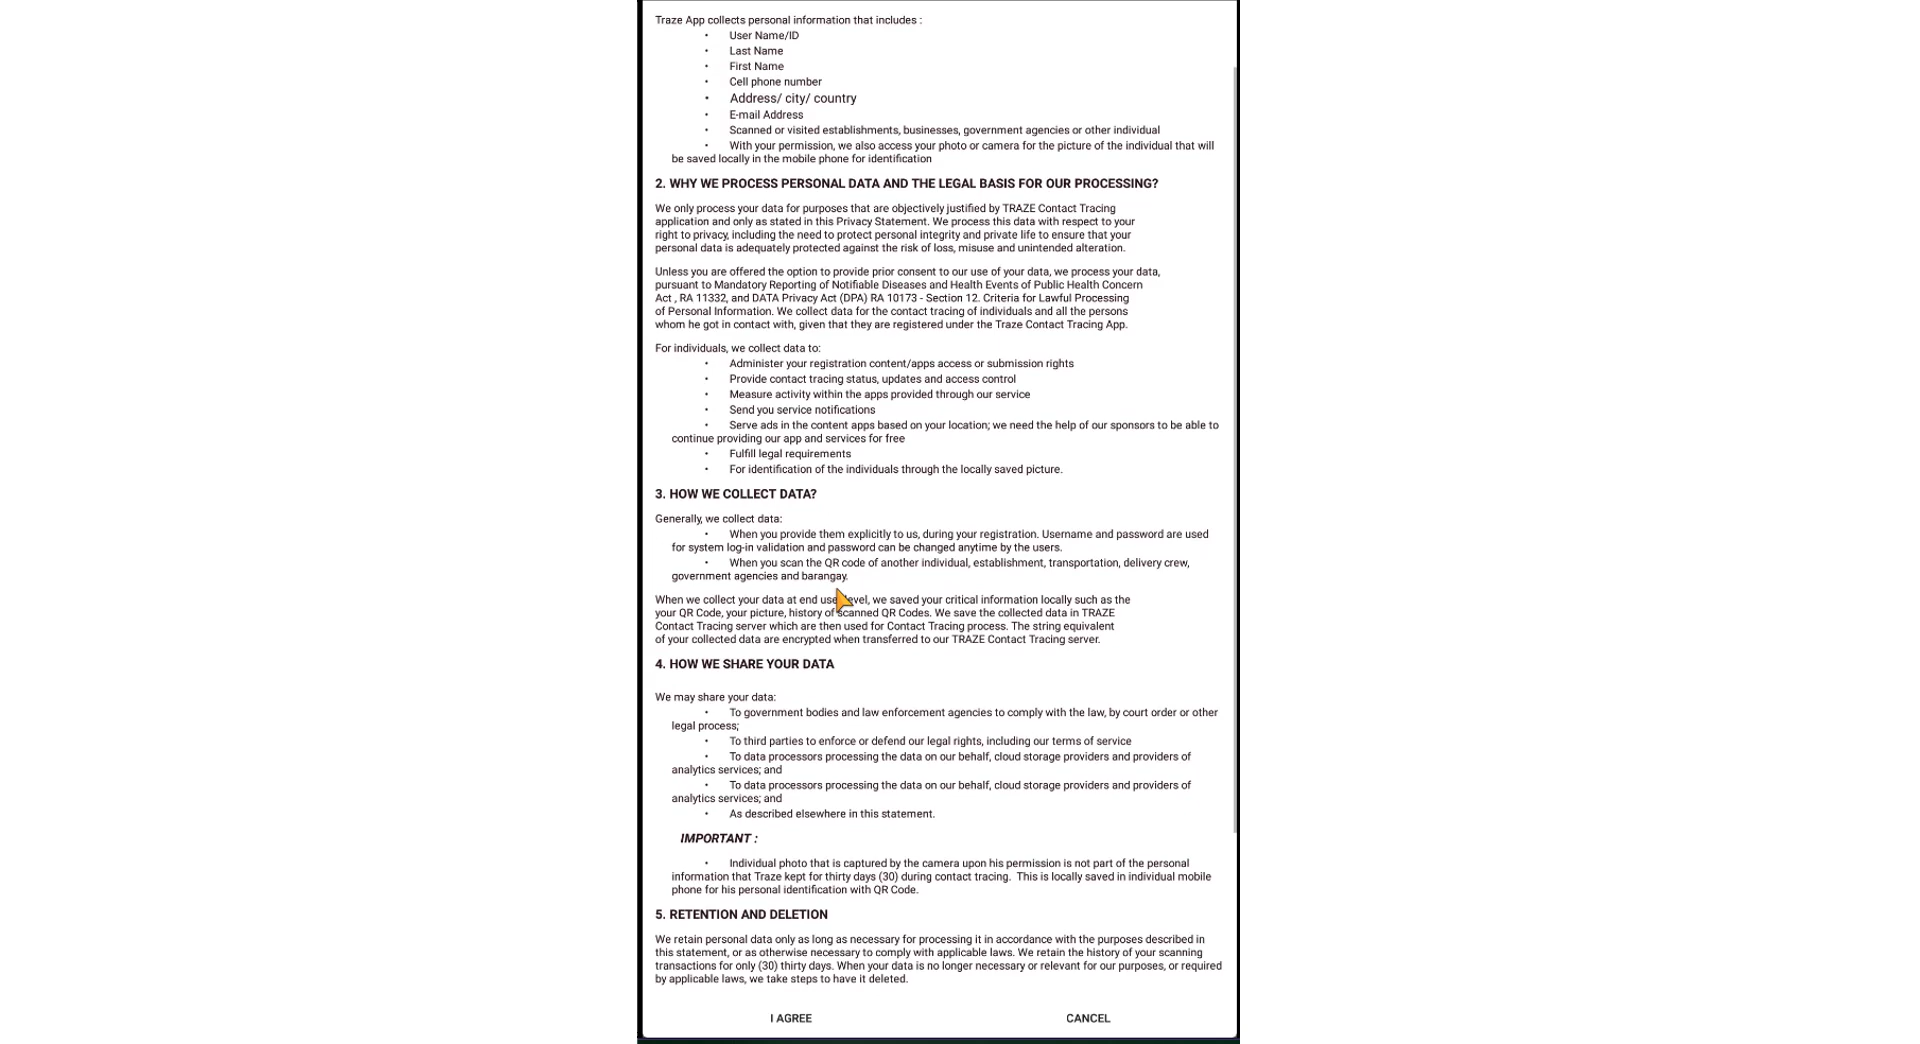 Traze App collects personal information that includes :
• User Name/ID
• Last Name
• First Name
• Cell phone number
• Address/ city/ country
• E-mail Address
• Scanned or visited establishments, businesses, government agencies or other individual
• With your permission, we also access your photo or camera for the picture of the individual that will
be saved locally in the mobile phone for identification
2. WHY WE PROCESS PERSONAL DATA AND THE LEGAL BASIS FOR OUR PROCESSING?
We only process your data for purposes that are objectively justified by TRAZE Contact Tracing
application and only as stated in this Privacy Statement. We process this data with respect to your
right to privacy, including the need to protect personal integrity and private life to ensure that your
personal data is adequately protected against the risk of loss, misuse and unintended alteration.
Unless you are offered the option to provide prior consent to our use of your data, we process your data,
pursuant to Mandatory Reporting of Notifiable Diseases and Health Events of Public Health Concern
Act , RA 11332, and DATA Privacy Act (DPA) RA 10173 - Section 12. Criteria for Lawful Processing
of Personal Information. We collect data for the contact tracing of individuals and all the persons
whom he got in contact with, given that they are registered under the Traze Contact Tracing App.
For individuals, we collect data to:
• Administer your registration content/apps access or submission rights
• Provide contact tracing status, updates and access control
• Measure activity within the apps provided through our service
• Send you service notifications
• Serve ads in the content apps based on your location; we need the help of our sponsors to be able to
continue providing our app and services for free
• Fulfill legal requirements
• For identification of the individuals through the locally saved picture.
3. HOW WE COLLECT DATA?
Generally, we collect data:
• When you provide them explicitly to us, during your registration. Username and password are used
for system log-in validation and password can be changed anytime by the users.
• When you scan the QR code of another individual, establishment, transportation, delivery crew,
government agencies and barangay.
When we collect your data at end user level, we saved your critical information locally such as the
your QR Code, your picture, history of scanned QR Codes. We save the collected data in TRAZE
Contact Tracing server which are then used for Contact Tracing process. The string equivalent
of your collected data are encrypted when transferred to our TRAZE Contact Tracing server.
4. HOW WE SHARE YOUR DATA
We may share your data:
• To government bodies and law enforcement agencies to comply with the law, by court order or other
legal process;
• To third parties to enforce or defend our legal rights, including our terms of service
• To data processors processing the data on our behalf, cloud storage providers and providers of
analytics services; and
• To data processors processing the data on our behalf, cloud storage providers and providers of
analytics services; and
• As described elsewhere in this statement.
IMPORTANT :
• Individual photo that is captured by the camera upon his permission is not part of the personal
information that Traze kept for thirty days (30) during contact tracing. This is locally saved in individual mobile
phone for his personal identification with QR Code.
5. RETENTION AND DELETION
We retain personal data only as long as necessary for processing it in accordance with the purposes described in
this statement, or as otherwise necessary to comply with applicable laws. We retain the history of your scanning
transactions for only (30) thirty days. When your data is no longer necessary or relevant for our purposes, or required
by applicable laws, we take steps to have it deleted.
I AGREE
CANCEL